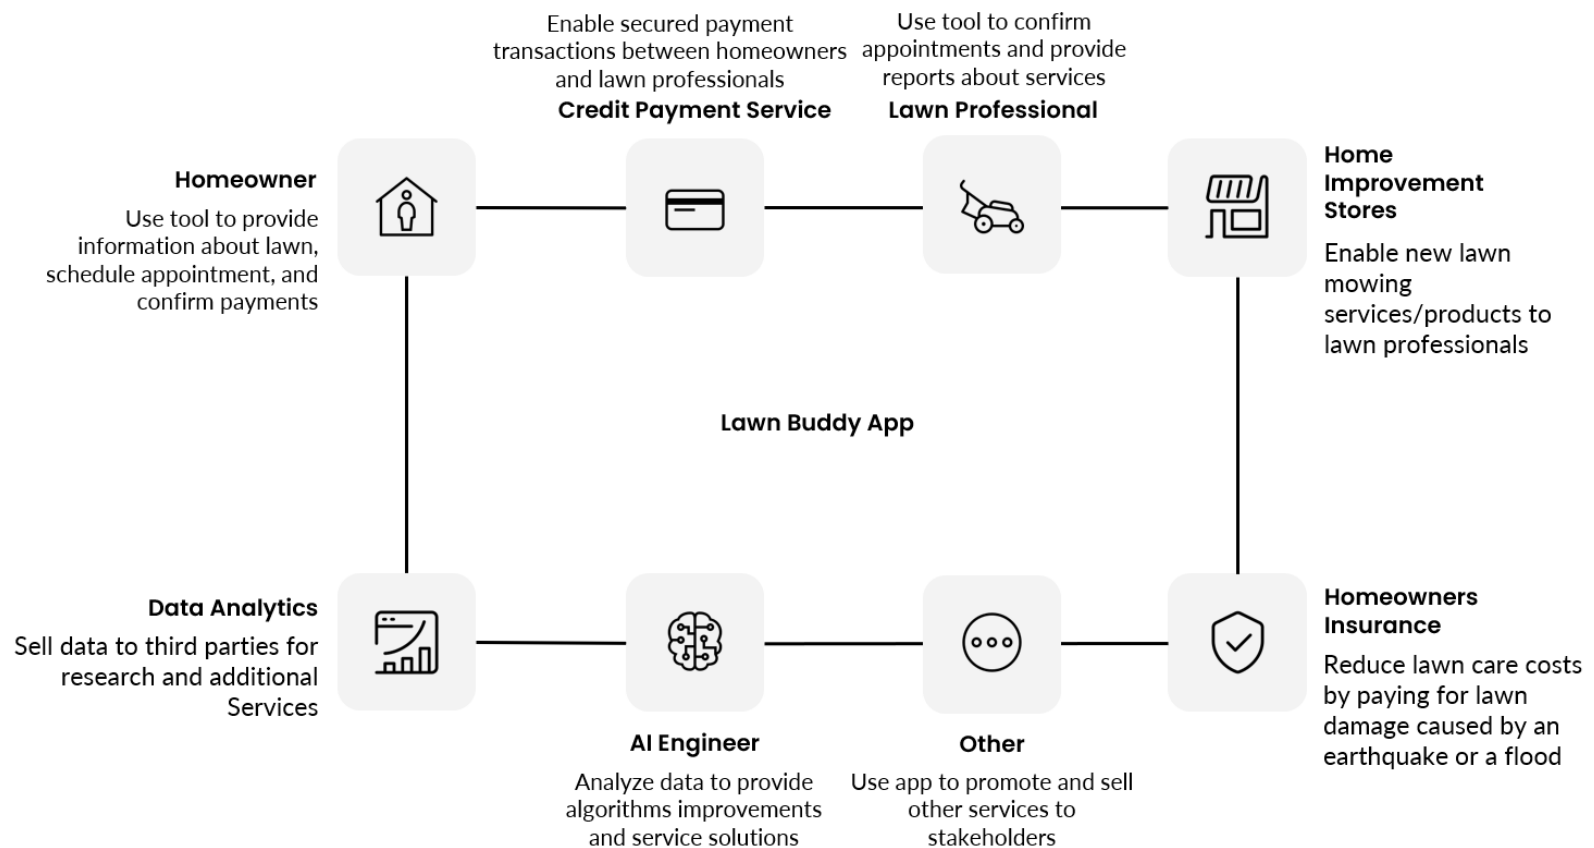 Enable secured payment
transactions between homeowners
and lawn professionals
Credit Payment Service
Use tool to confirm
appointments and provide
reports about services
Lawn Professional
Homeowner
Use tool to provide
information about lawn,
schedule appointment, and
confirm payments
Home
Improvement
Stores
Enable new lawn
mowing
services/products to
lawn professionals
Lawn Buddy App
Data Analytics
Sell data to third parties for
research and additional
Services
AI Engineer
Analyze data to provide
algorithms improvements
and service solutions
Other
Use app to promote and sell
other services to
stakeholders
Homeowners
Insurance
Reduce lawn care costs
by paying for lawn
damage caused by an
earthquake or a flood